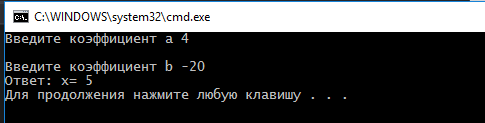 C:\WINDOWS\system32\cmd.exe
Введите коэффициент a 4
Введите коэффициент b -20
Ответ: x= 5
Для продолжения нажмите любую клавишу . . .